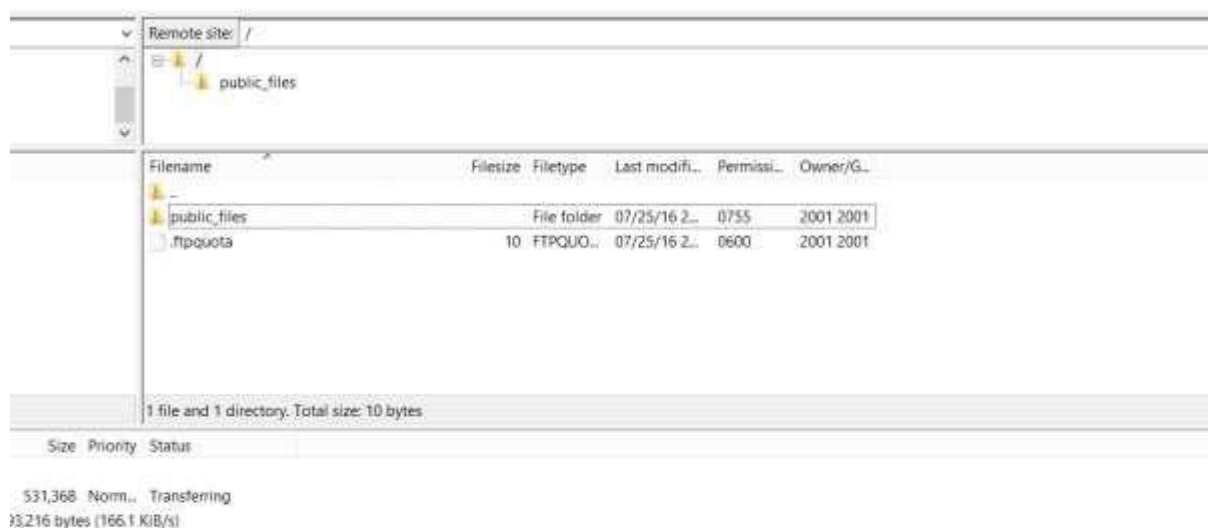 Remote site: /
/
public_files
Filename Filesize Filetype Last modifi... Permissi... Owner/G...
..
public_files File folder 07/25/16 2... 0755 2001 2001
.ftpquota 10 FTPQUO... 07/25/16 2... 0600 2001 2001
1 file and 1 directory. Total size: 10 bytes
Size Priority Status
531,368 Norm... Transferring
93,216 bytes (166.1 KiB/s)